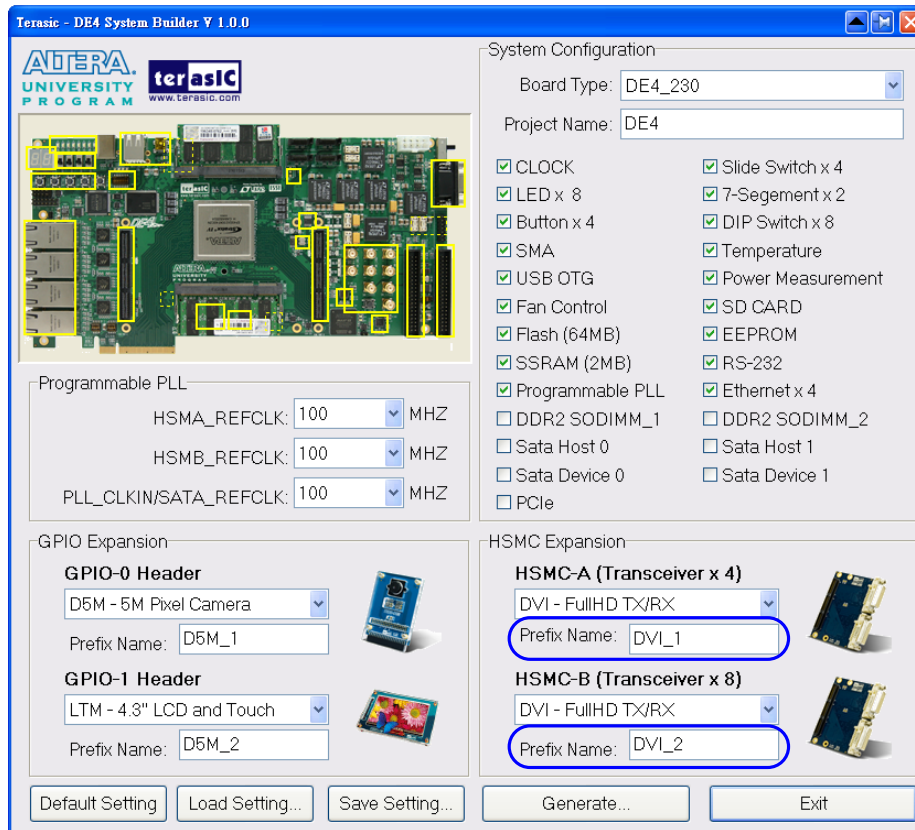 Terasic - DE4 System Builder V 1.0.0
ALTERA.
UNIVERSITY
PROGRAM
terasIC
www.terasic.com
System Configuration
Board Type: DE4_230
Project Name: DE4
CLOCK
Slide Switch x 4
LED x 8
7-Segement x 2
Button x 4
DIP Switch x 8
SMA
Temperature
USB OTG
Power Measurement
Fan Control
SD CARD
Flash (64MB)
EEPROM
SSRAM (2MB)
RS-232
Programmable PLL
Ethernet x 4
DDR2 SODIMM_1
DDR2 SODIMM_2
Sata Host 0
Sata Host 1
Sata Device 0
Sata Device 1
PCIe
Programmable PLL
HSMA_REFCLK: 100 MHZ
HSMB_REFCLK: 100 MHZ
PLL_CLKIN/SATA_REFCLK: 100 MHZ
GPIO Expansion
GPIO-0 Header
D5M - 5M Pixel Camera
Prefix Name: D5M_1
GPIO-1 Header
LTM - 4.3" LCD and Touch
Prefix Name: D5M_2
HSMC Expansion
HSMC-A (Transceiver x 4)
DVI - FullHD TX/RX
Prefix Name: DVI_1
HSMC-B (Transceiver x 8)
DVI - FullHD TX/RX
Prefix Name: DVI_2
Default Setting
Load Setting...
Save Setting...
Generate...
Exit